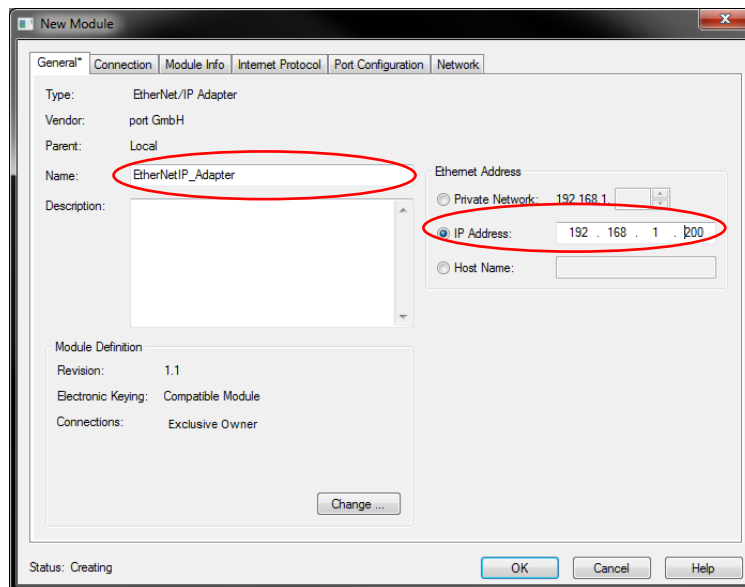 New Module
General* Connection Module Info Internet Protocol Port Configuration Network
Type: EtherNet/IP Adapter
Vendor: port GmbH
Parent: Local
Name: EtherNetIP_Adapter
Description:
Ethernet Address
Private Network: 192.168.1.
IP Address: 192 . 168 . 1 . 200
Host Name:
Module Definition
Revision: 1.1
Electronic Keying: Compatible Module
Connections: Exclusive Owner
Change ...
Status: Creating
OK Cancel Help